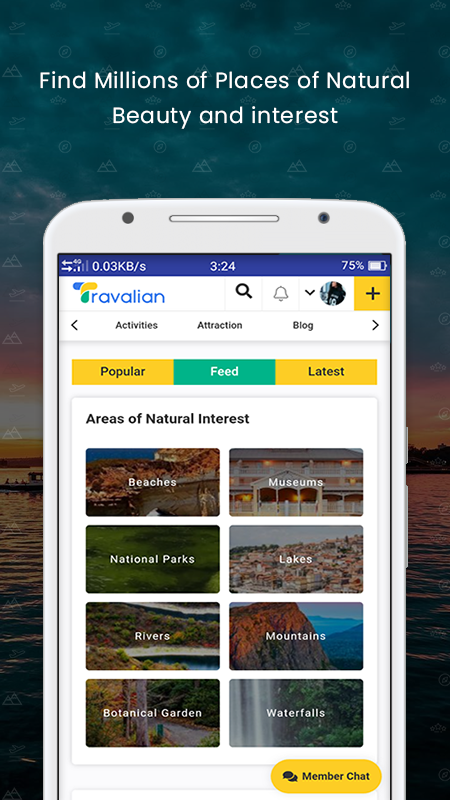 Find Millions of Places of Natural
Beauty and interest
4G 0.03KB/s 3:24 75%
Travalian
Activities Attraction Blog
Popular Feed Latest
Areas of Natural Interest
Beaches Museums
National Parks Lakes
Rivers Mountains
Botanical Garden Waterfalls
Member Chat